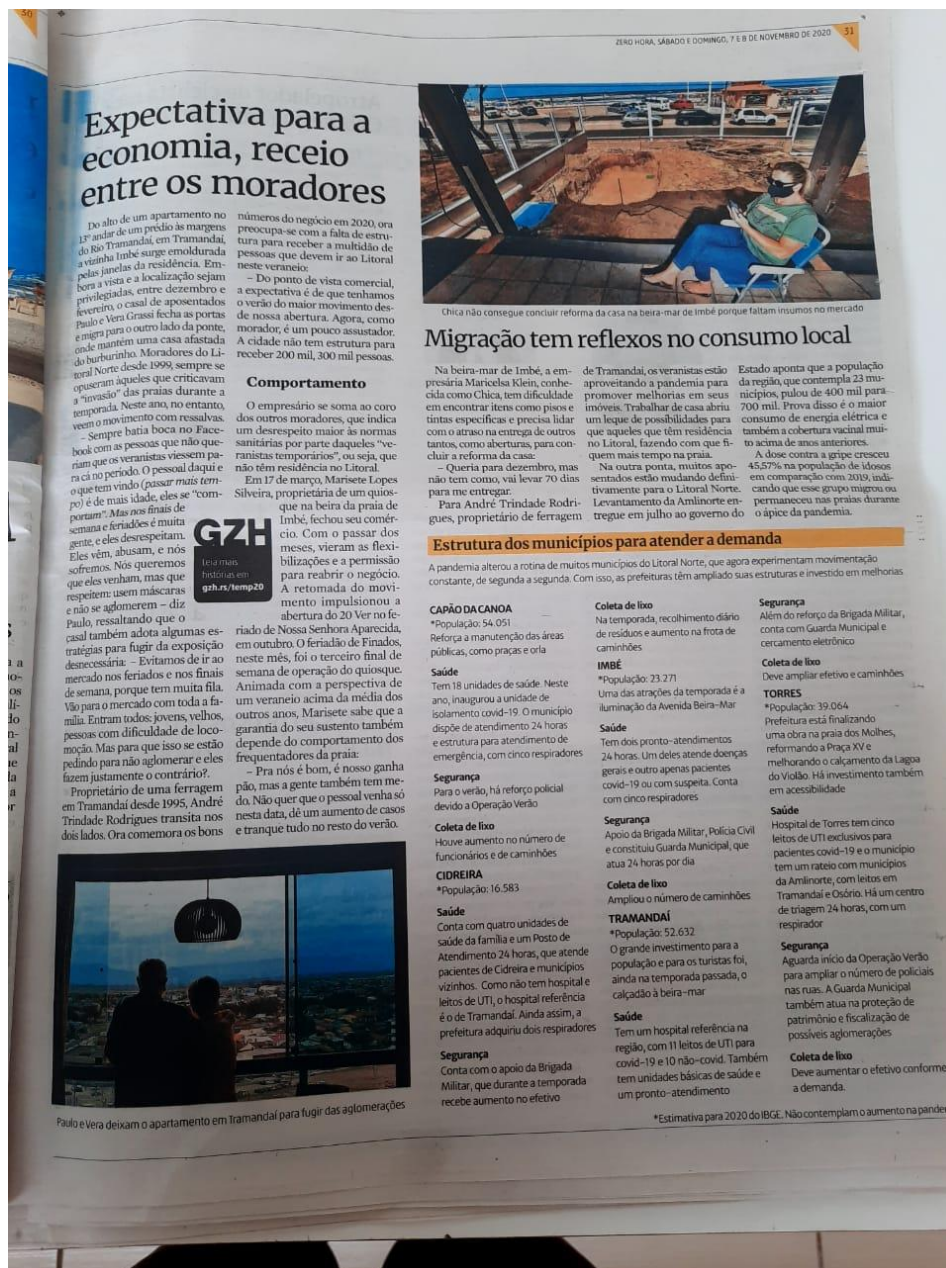 30
ZERO HORA, SÁBADO E DOMINGO, 7 E 8 DE NOVEMBRO DE 2020
31
Expectativa para a
economia, receio
entre os moradores
Do alto de um apartamento no
13º andar de um prédio às margens
do Rio Tramandaí, em Tramandaí,
a vizinha Imbé surge emoldurada
pelas janelas da residência. Em-
bora a vista e a localização sejam
privilegiadas, entre dezembro e
fevereiro, o casal de aposentados
Paulo e Vera Grassi fecha as portas
e migra para o outro lado da ponte,
onde mantém uma casa afastada
do burburinho. Moradores do Li-
toral Norte desde 1999, sempre se
opuseram àqueles que criticavam
a "invasão" das praias durante a
temporada. Neste ano, no entanto,
veem o movimento com ressalvas.
– Sempre batia boca no Face-
book com as pessoas que não que-
riam que os veranistas viessem pa-
ra cá no período. O pessoal daqui e
o que tem vindo (passar mais tem-
po) é de mais idade, eles se "com-
portam". Mas nos finais de
semana e feriadões é muita
gente, e eles desrespeitam.
Eles vêm, abusam, e nós
sofremos. Nós queremos
que eles venham, mas que
respeitem: usem máscaras
e não se aglomerem – diz
Paulo, ressaltando que o
casal também adota algumas es-
tratégias para fugir da exposição
desnecessária: – Evitamos de ir ao
mercado nos feriados e nos finais
de semana, porque tem muita fila.
Vão para o mercado com toda a fa-
mília. Entram todos: jovens, velhos,
pessoas com dificuldade de loco-
moção. Mas para que isso se estão
pedindo para não aglomerar e eles
fazem justamente o contrário?.
Proprietário de uma ferragem
em Tramandaí desde 1995, André
Trindade Rodrigues transita nos
dois lados. Ora comemora os bons
números do negócio em 2020, ora
preocupa-se com a falta de estru-
tura para receber a multidão de
pessoas que devem ir ao Litoral
neste veraneio:
– Do ponto de vista comercial,
a expectativa é de que tenhamos
o verão do maior movimento des-
de nossa abertura. Agora, como
morador, é um pouco assustador.
A cidade não tem estrutura para
receber 200 mil, 300 mil pessoas.
Comportamento
O empresário se soma ao co-
ro dos outros moradores, que indica
um desrespeito maior às normas
sanitárias por parte daqueles "ve-
ranistas temporários", ou seja, que
não têm residência no Litoral.
Em 17 de março, Marisete Lopes
Silveira, proprietária de um quios-
que na beira da praia de
Imbé, fechou seu comér-
cio. Com o passar dos
meses, vieram as flexi-
bilizações e a permissão
para reabrir o negócio.
A retomada do movi-
mento impulsionou a
abertura do 20 Ver no fe-
riado de Nossa Senhora Aparecida,
em outubro. O feriadão de Finados,
neste mês, foi o terceiro final de
semana de operação do quiosque.
Animada com a perspectiva de
um veraneio acima da média dos
outros anos, Marisete sabe que a
garantia do seu sustento também
depende do comportamento dos
frequentadores da praia:
– Pra nós é bom, é nosso ganha
pão, mas a gente também tem me-
do. Não quer que o pessoal venha só
nesta data, dê um aumento de casos
e tranque tudo no resto do verão.
GZH
Leia mais
histórias em
gzh.rs/temp20
Paulo e Vera deixam o apartamento em Tramandaí para fugir das aglomerações
Chica não consegue concluir reforma da casa na beira-mar de Imbé porque faltam insumos no mercado
Migração tem reflexos no consumo local
Na beira-mar de Imbé, a em-
presária Maricelsa Klein, conhe-
cida como Chica, tem dificuldade
em encontrar itens como pisos e
tintas específicas e precisa lidar
com o atraso na entrega de outros
tantos, como aberturas, para con-
cluir a reforma da casa:
– Queria para dezembro, mas
não tem como, vai levar 70 dias
para me entregar.
Para André Trindade Rodri-
gues, proprietário de ferragem
de Tramandaí, os veranistas estão
aproveitando a pandemia para
promover melhorias em seus
imóveis. Trabalhar de casa abriu
um leque de possibilidades para
que aqueles que têm residência
no Litoral, fazendo com que fi-
quem mais tempo na praia.
Na outra ponta, muitos apo-
sentados estão mudando defini-
tivamente para o Litoral Norte.
Levantamento da Amlinorte en-
tregue em julho ao governo do
Estado aponta que a população
da região, que contempla 23 mu-
nicípios, pulou de 400 mil para
700 mil. Prova disso é o maior
consumo de energia elétrica e
também a cobertura vacinal mui-
to acima de anos anteriores.
A dose contra a gripe cresceu
45,57% na população de idosos
em comparação com 2019, indi-
cando que esse grupo migrou ou
permaneceu nas praias durante
o ápice da pandemia.
Estrutura dos municípios para atender a demanda
A pandemia alterou a rotina de muitos municípios do Litoral Norte, que agora experimentam movimentação
constante, de segunda a segunda. Com isso, as prefeituras têm ampliado suas estruturas e investido em melhorias
CAPÃO DA CANOA
*População: 54.051
Reforça a manutenção das áreas
públicas, como praças e orla
Saúde
Tem 18 unidades de saúde. Neste
ano, inaugurou a unidade de
isolamento covid-19. O município
dispõe de atendimento 24 horas
e estrutura para atendimento de
emergência, com cinco respiradores
Segurança
Para o verão, há reforço policial
devido a Operação Verão
Coleta de lixo
Houve aumento no número de
funcionários e de caminhões
CIDREIRA
*População: 16.583
Saúde
Conta com quatro unidades de
saúde da família e um Posto de
Atendimento 24 horas, que atende
pacientes de Cidreira e municípios
vizinhos. Como não tem hospital e
leitos de UTI, o hospital referência
é o de Tramandaí. Ainda assim, a
prefeitura adquiriu dois respiradores
Segurança
Conta com o apoio da Brigada
Militar, que durante a temporada
recebe aumento no efetivo
Coleta de lixo
Na temporada, recolhimento diário
de resíduos e aumento na frota de
caminhões
IMBÉ
*População: 23.271
Uma das atrações da temporada é a
iluminação da Avenida Beira-Mar
Saúde
Tem dois pronto-atendimentos
24 horas. Um deles atende doenças
gerais e outro apenas pacientes
covid-19 ou com suspeita. Conta
com cinco respiradores
Segurança
Apoio da Brigada Militar, Polícia Civil
e constituiu Guarda Municipal, que
atua 24 horas por dia
Coleta de lixo
Ampliou o número de caminhões
TRAMANDAÍ
*População: 52.632
O grande investimento para a
população e para os turistas foi,
ainda na temporada passada, o
calçadão à beira-mar
Saúde
Tem um hospital referência na
região, com 11 leitos de UTI para
covid-19 e 10 não-covid. Também
tem unidades básicas de saúde e
um pronto-atendimento
Segurança
Além do reforço da Brigada Militar,
conta com Guarda Municipal e
cercamento eletrônico
Coleta de lixo
Deve ampliar efetivo e caminhões
TORRES
*População: 39.064
Prefeitura está finalizando
uma obra na praia dos Molhes,
reformando a Praça XV e
melhorando o calçamento da Lagoa
do Violão. Há investimento também
em acessibilidade
Saúde
Hospital de Torres tem cinco
leitos de UTI exclusivos para
pacientes covid-19 e o município
tem um rateio com municípios
da Amlinorte, com leitos em
Tramandaí e Osório. Há um centro
de triagem 24 horas, com um
respirador
Segurança
Aguarda início da Operação Verão
para ampliar o número de policiais
nas ruas. A Guarda Municipal
também atua na proteção de
patrimônio e fiscalização de
possíveis aglomerações
Coleta de lixo
Deve aumentar o efetivo conforme
a demanda.
*Estimativa para 2020 do IBGE. Não contemplam o aumento na pande